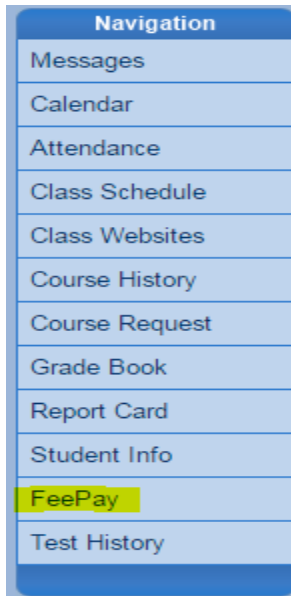 Navigation
Messages
Calendar
Attendance
Class Schedule
Class Websites
Course History
Course Request
Grade Book
Report Card
Student Info
FeePay
Test History